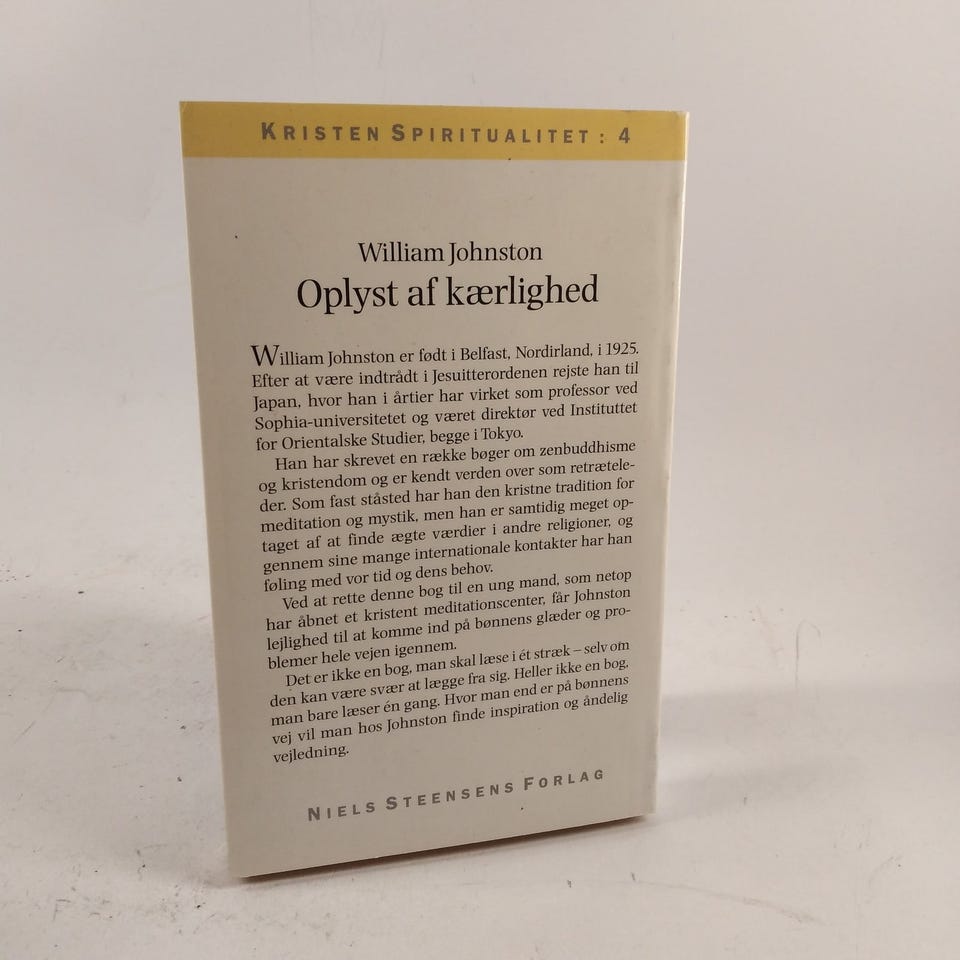 KRISTEN SPIRITUALITET : 4
William Johnston
Oplyst af kærlighed
William Johnston er født i Belfast, Nordirland, i 1925.
Efter at være indtrådt i Jesuitterordenen rejste han til
Japan, hvor han i årtier har virket som professor ved
Sophia-universitetet og været direktør ved Instituttet
for Orientalske Studier, begge i Tokyo.
Han har skrevet en række bøger om zenbuddhisme
og kristendom og er kendt verden over som retrætele-
der. Som fast ståsted har han den kristne tradition for
meditation og mystik, men han er samtidig meget op-
taget af at finde ægte værdier i andre religioner, og
gennem sine mange internationale kontakter har han
føling med vor tid og dens behov.
Ved at rette denne bog til en ung mand, som netop
har åbnet et kristent meditationscenter, får Johnston
lejlighed til at komme ind på bønnens glæder og pro-
blemer hele vejen igennem.
Det er ikke en bog, man skal læse i ét stræk – selv om
den kan være svær at lægge fra sig. Heller ikke en bog,
man bare læser én gang. Hvor man end er på bønnens
vej vil man hos Johnston finde inspiration og åndelig
vejledning.
NIELS STEENSENS FORLAG